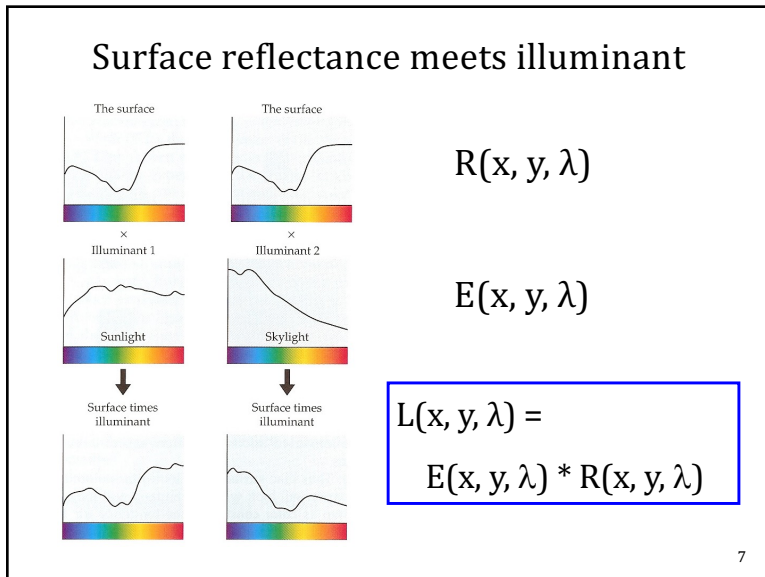 Surface reflectance meets illuminant
The surface
The surface
R(x, y, λ)
×
×
Illuminant 1
Illuminant 2
E(x, y, λ)
Sunlight
Skylight
Surface times
illuminant
Surface times
illuminant
L(x, y, λ) =
E(x, y, λ) * R(x, y, λ)
7